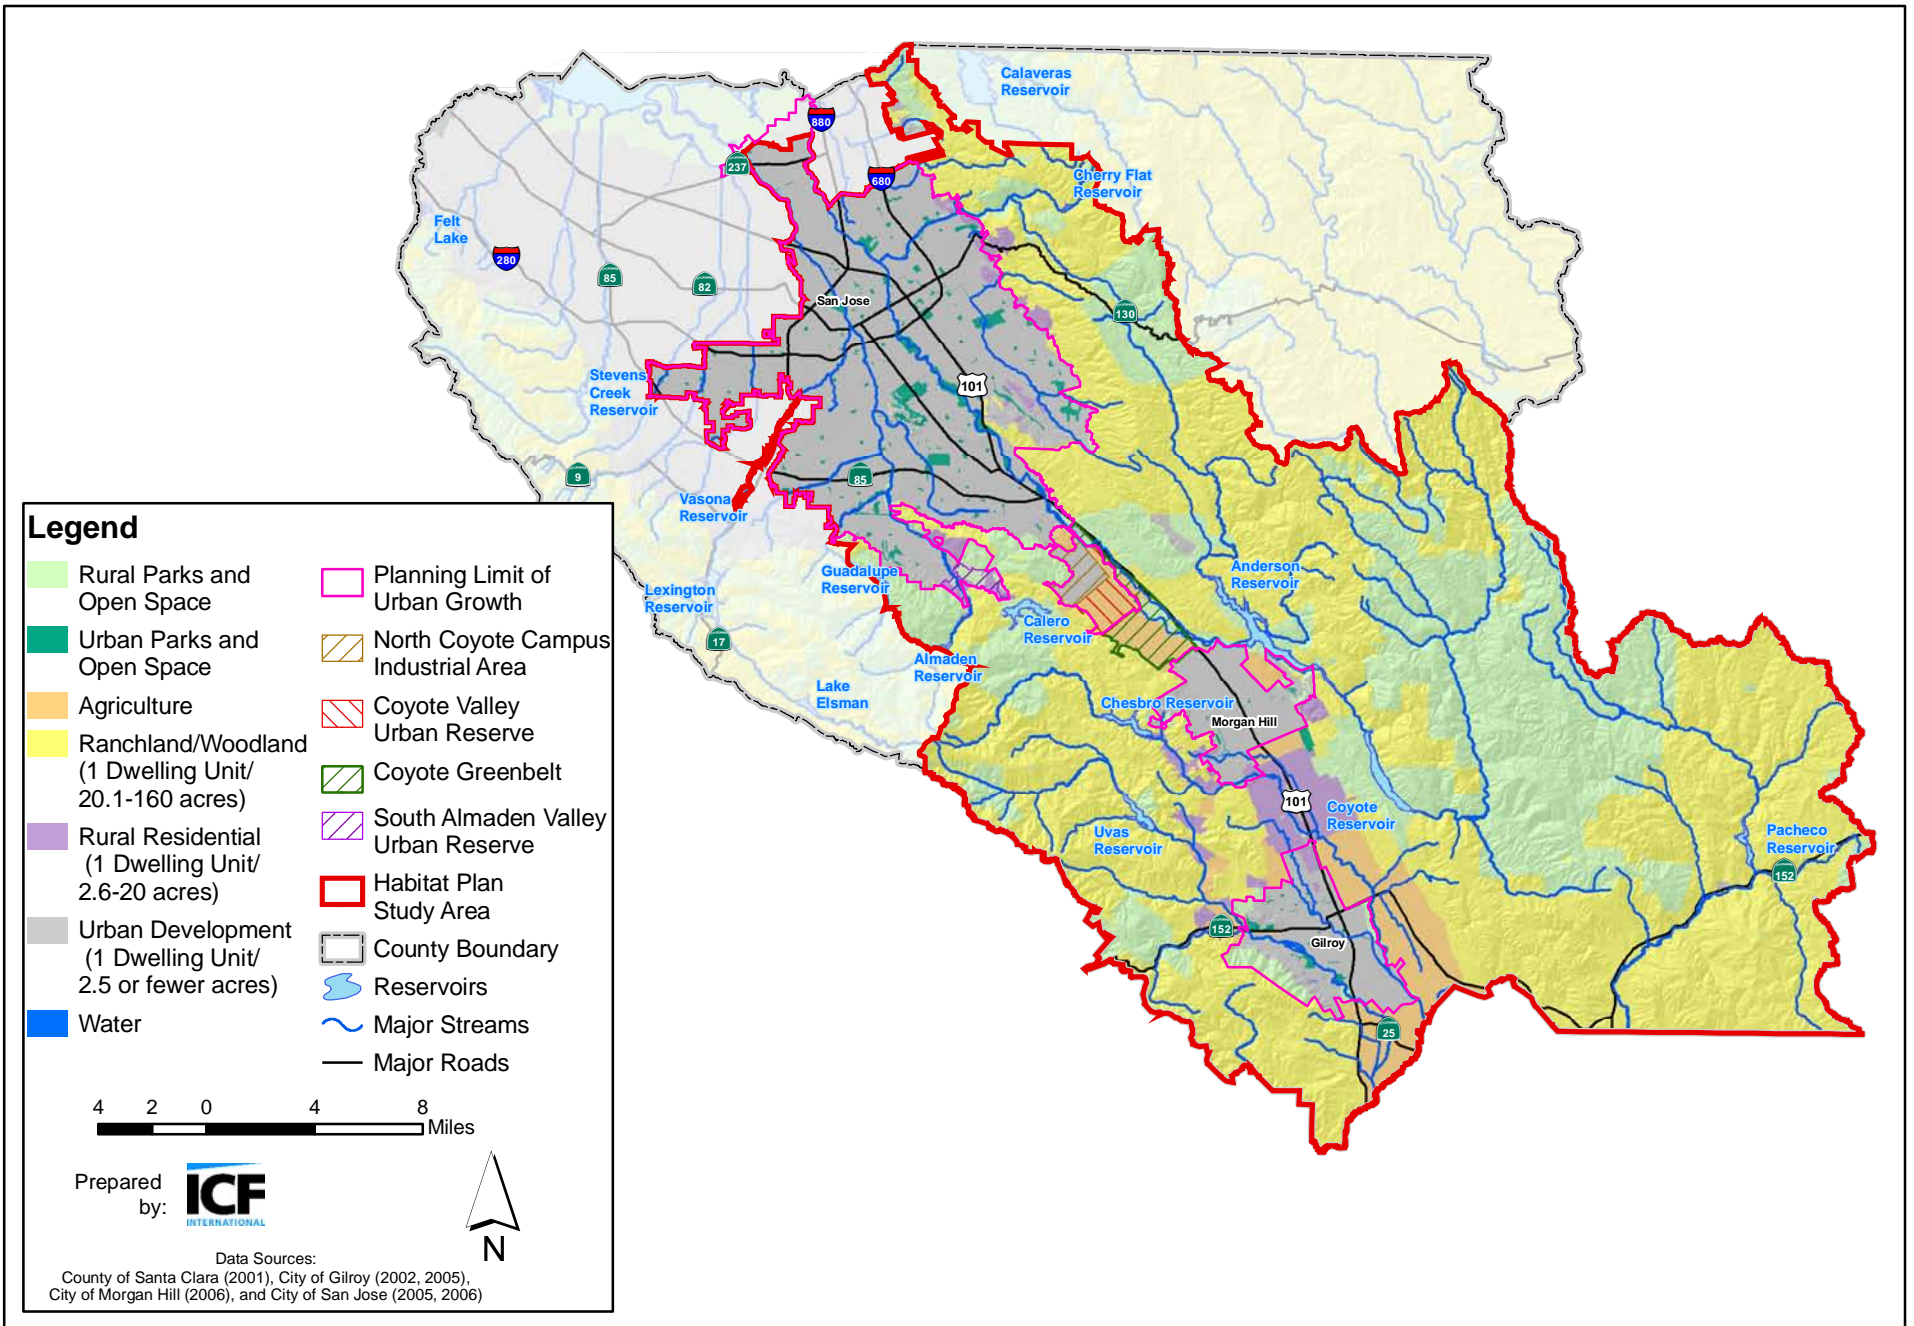 Calaveras
Reservoir
880
237
680
Cherry Flat
Reservoir
Felt
Lake
280
85
82
San Jose
130
Stevens
Creek
Reservoir
101
9
85
Vasona
Reservoir
Guadalupe
Reservoir
Anderson
Reservoir
Lexington
Reservoir
Calero
Reservoir
17
Almaden
Reservoir
Lake
Elsman
Chesbro Reservoir
Morgan Hill
101
Coyote
Reservoir
Uvas
Reservoir
Pacheco
Reservoir
152
152
Gilroy
25
Legend
Rural Parks and
Open Space
Urban Parks and
Open Space
Agriculture
Ranchland/Woodland
(1 Dwelling Unit/
20.1-160 acres)
Rural Residential
(1 Dwelling Unit/
2.6-20 acres)
Urban Development
(1 Dwelling Unit/
2.5 or fewer acres)
Water
Planning Limit of
Urban Growth
North Coyote Campus
Industrial Area
Coyote Valley
Urban Reserve
Coyote Greenbelt
South Almaden Valley
Urban Reserve
Habitat Plan
Study Area
County Boundary
Reservoirs
Major Streams
Major Roads
4 2 0 4 8
Miles
Prepared
by:
ICF
INTERNATIONAL
N
Data Sources:
County of Santa Clara (2001), City of Gilroy (2002, 2005),
City of Morgan Hill (2006), and City of San Jose (2005, 2006)